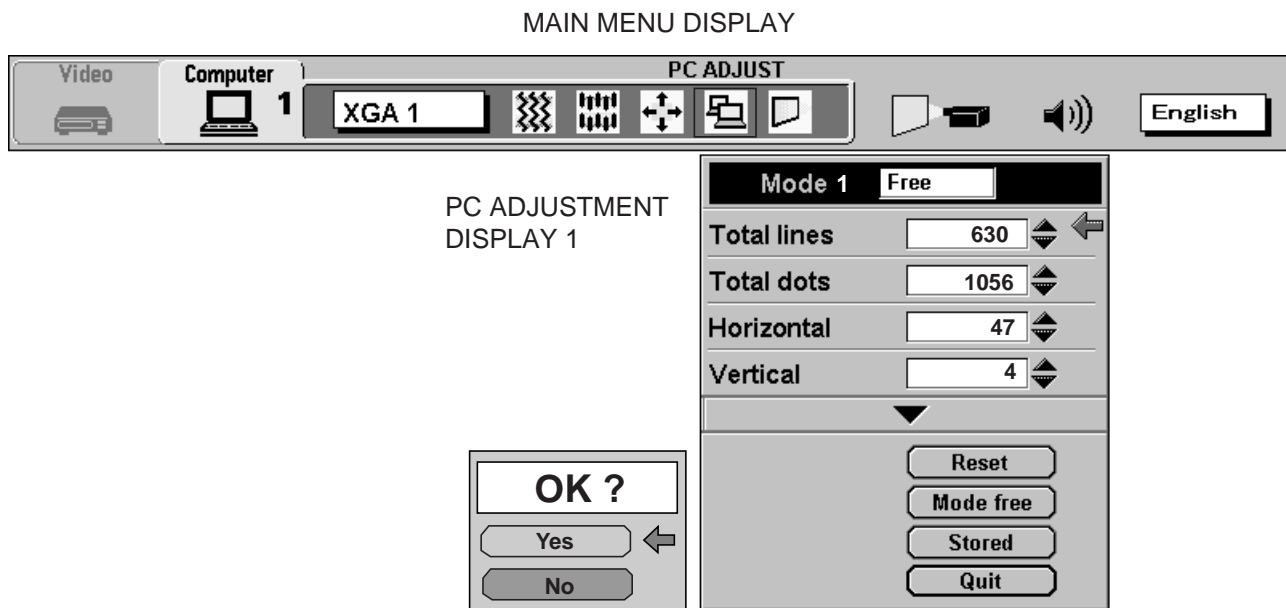 MAIN MENU DISPLAY
Video
Computer
PC ADJUST
1
XGA 1
English
PC ADJUSTMENT
DISPLAY 1
Mode 1 Free
Total lines 630
Total dots 1056
Horizontal 47
Vertical 4
Reset
Mode free
Stored
Quit
OK ?
Yes
No